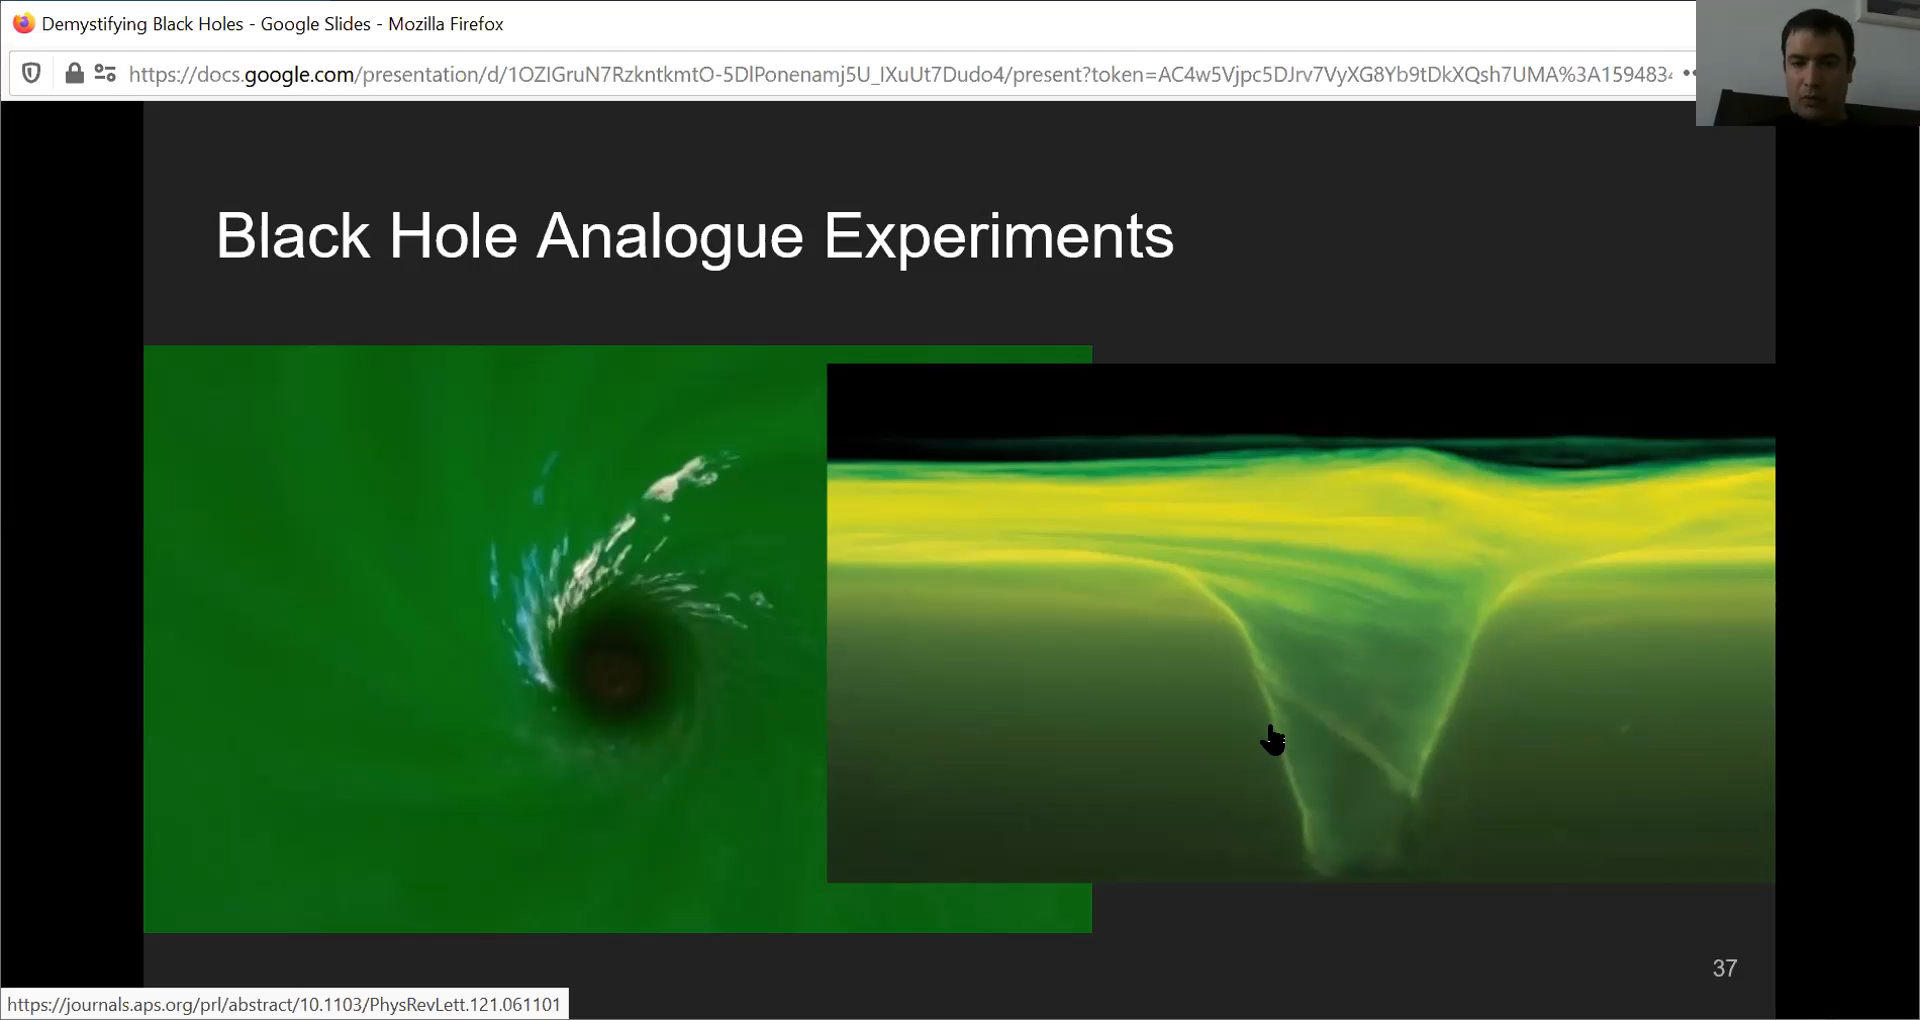 Demystifying Black Holes - Google Slides - Mozilla Firefox
https://docs.google.com/presentation/d/1OZIGruN7RzkntkmtO-5DlPonenamj5U_IXuUt7Dudo4/present?token=AC4w5Vjpc5DJrv7VyXG8Yb9tDkXQsh7UMA%3A159483
Black Hole Analogue Experiments
37
https://journals.aps.org/prl/abstract/10.1103/PhysRevLett.121.061101